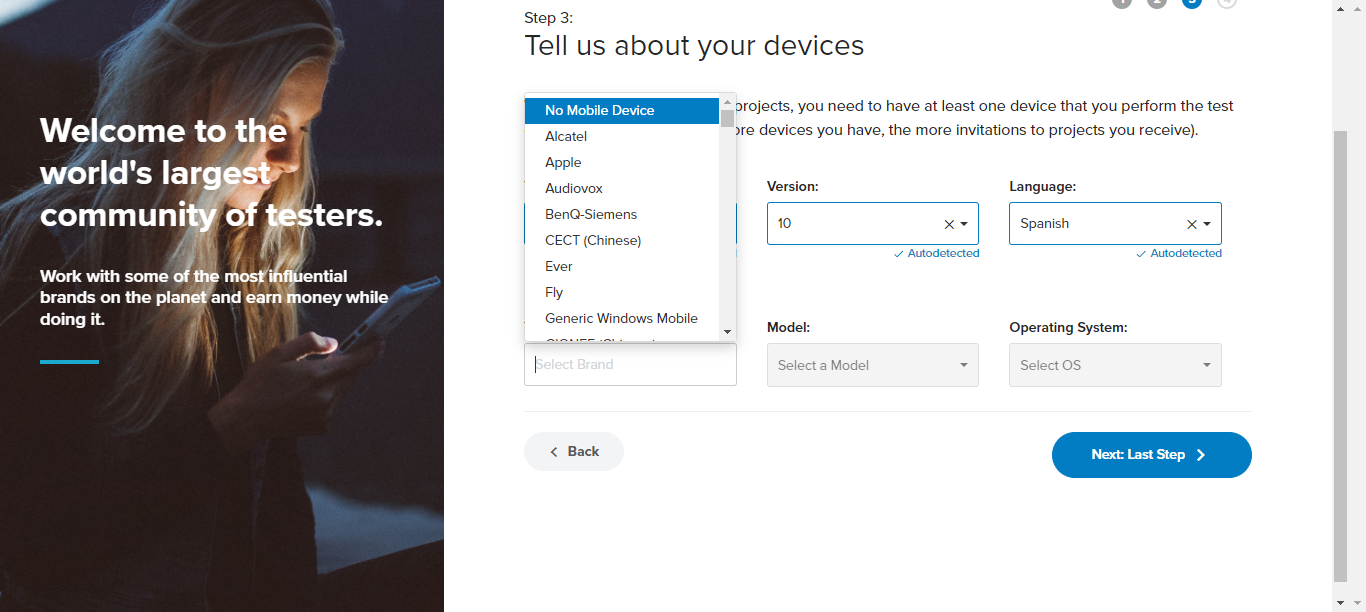 Welcome to the
world's largest
community of testers.
Work with some of the most influential
brands on the planet and earn money while
doing it.
Step 3:
Tell us about your devices
projects, you need to have at least one device that you perform the test
devices you have, the more invitations to projects you receive).
No Mobile Device
Alcatel
Apple
Audiovox
BenQ-Siemens
CECT (Chinese)
Ever
Fly
Generic Windows Mobile
Version:
10
Autodetected
Language:
Spanish
Autodetected
Select Brand
Model:
Select a Model
Operating System:
Select OS
Back
Next: Last Step